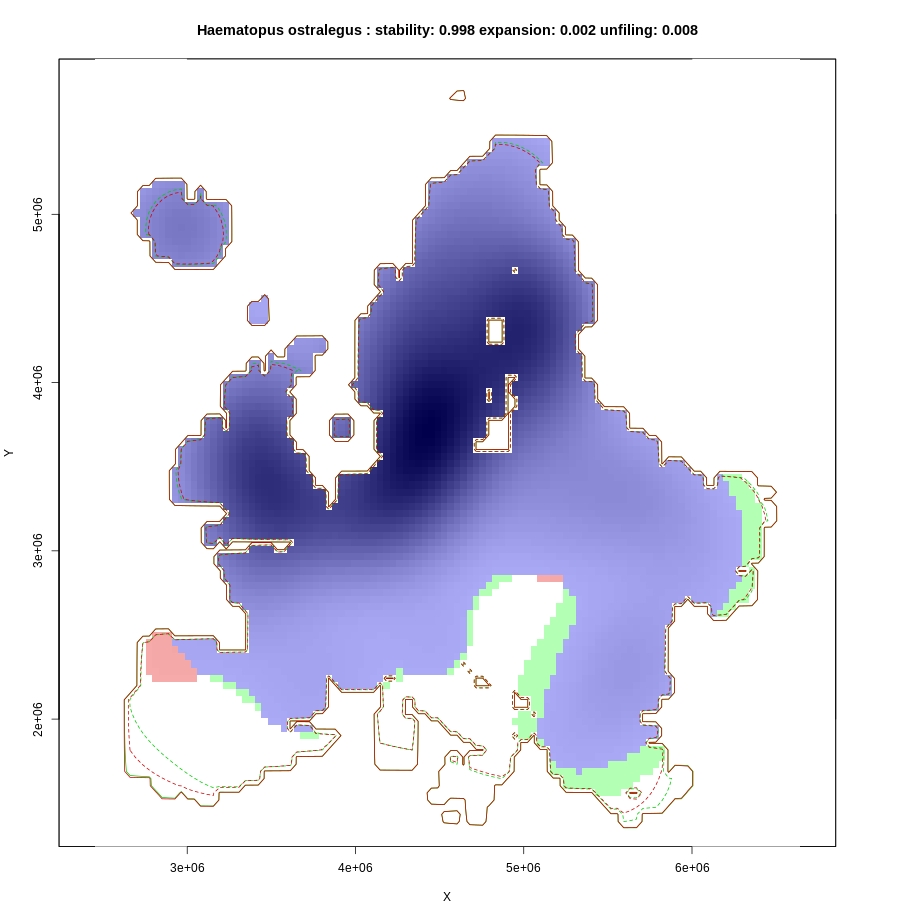 Haematopus ostralegus : stability: 0.998 expansion: 0.002 unfiling: 0.008
5e+06
4e+06
Y
3e+06
2e+06
3e+06 4e+06 5e+06 6e+06
X